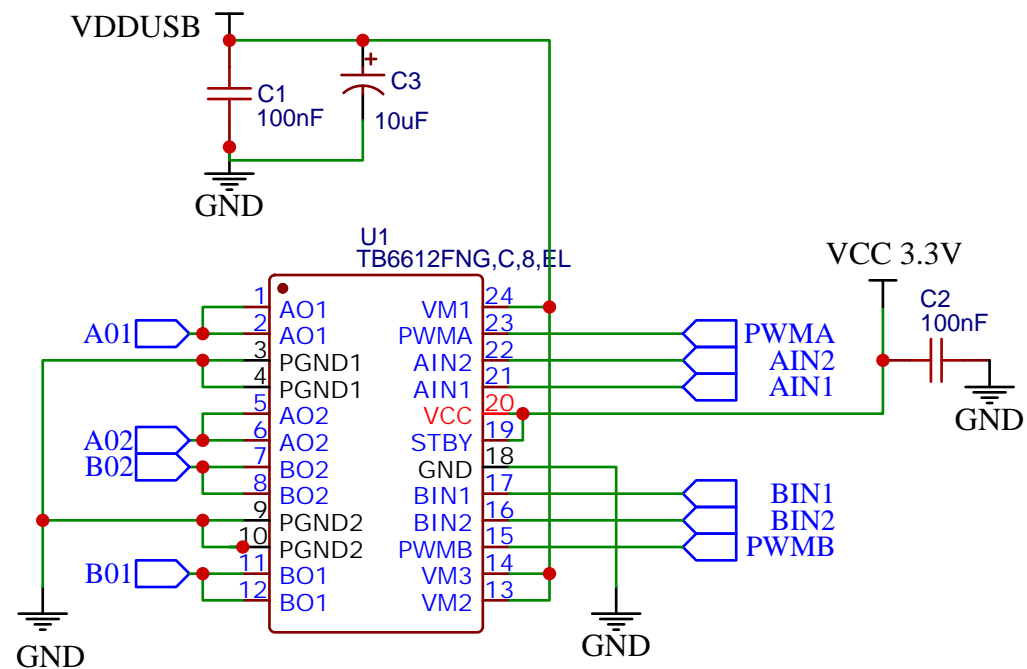 VDDUSB
+
C1
100nF
C3
10uF
GND
U1
TB6612FNG,C,8,EL
VCC 3.3V
C2
100nF
GND
A01
A02
B02
B01
1 AO1
2 AO1
3 PGND1
4 PGND1
5 AO2
6 AO2
7 BO2
8 BO2
9 PGND2
10 PGND2
11 BO1
12 BO1
VM1 24
PWMA 23
AIN2 22
AIN1 21
VCC 20
STBY 19
GND 18
BIN1 17
BIN2 16
PWMB 15
VM3 14
VM2 13
PWMA
AIN2
AIN1
BIN1
BIN2
PWMB
GND
GND